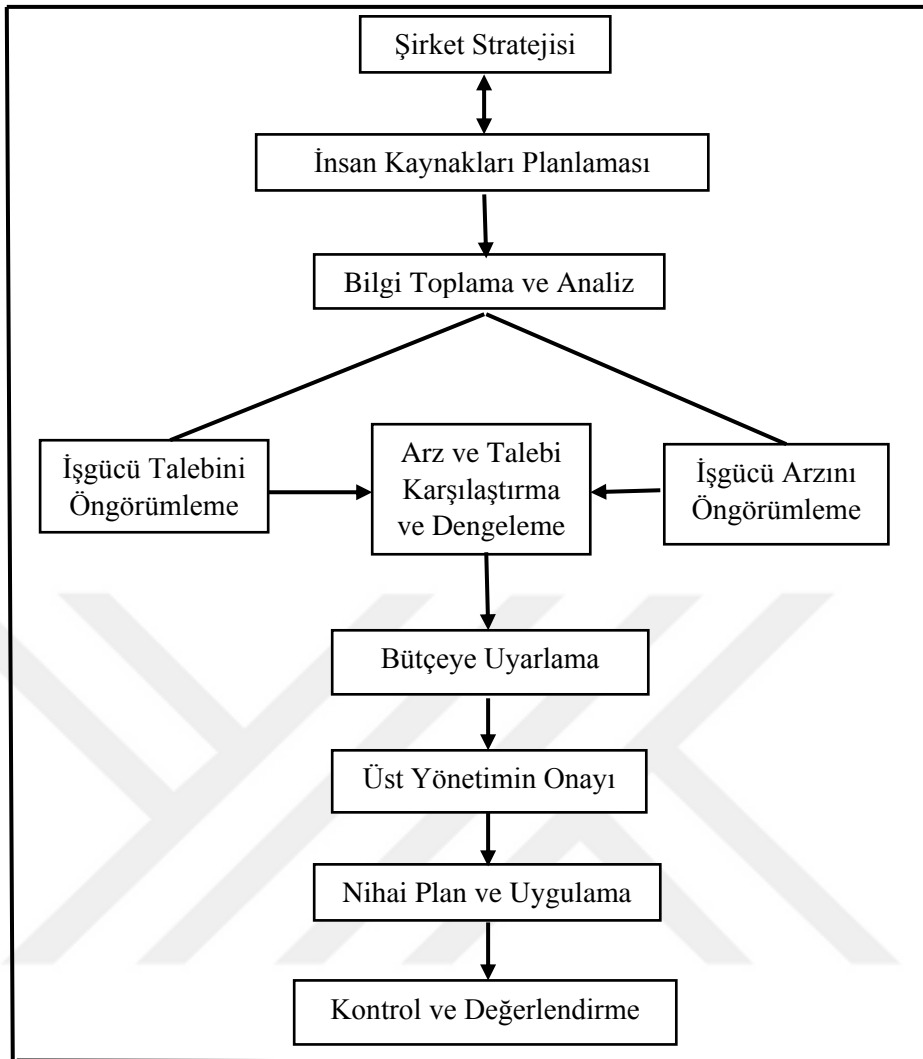 Şirket Stratejisi
İnsan Kaynakları Planlaması
Bilgi Toplama ve Analiz
İşgücü Talebini
Öngörümleme
Arz ve Talebi
Karşılaştırma
ve Dengeleme
İşgücü Arzını
Öngörümleme
Bütçeye Uyarlama
Üst Yönetimin Onayı
Nihai Plan ve Uygulama
Kontrol ve Değerlendirme